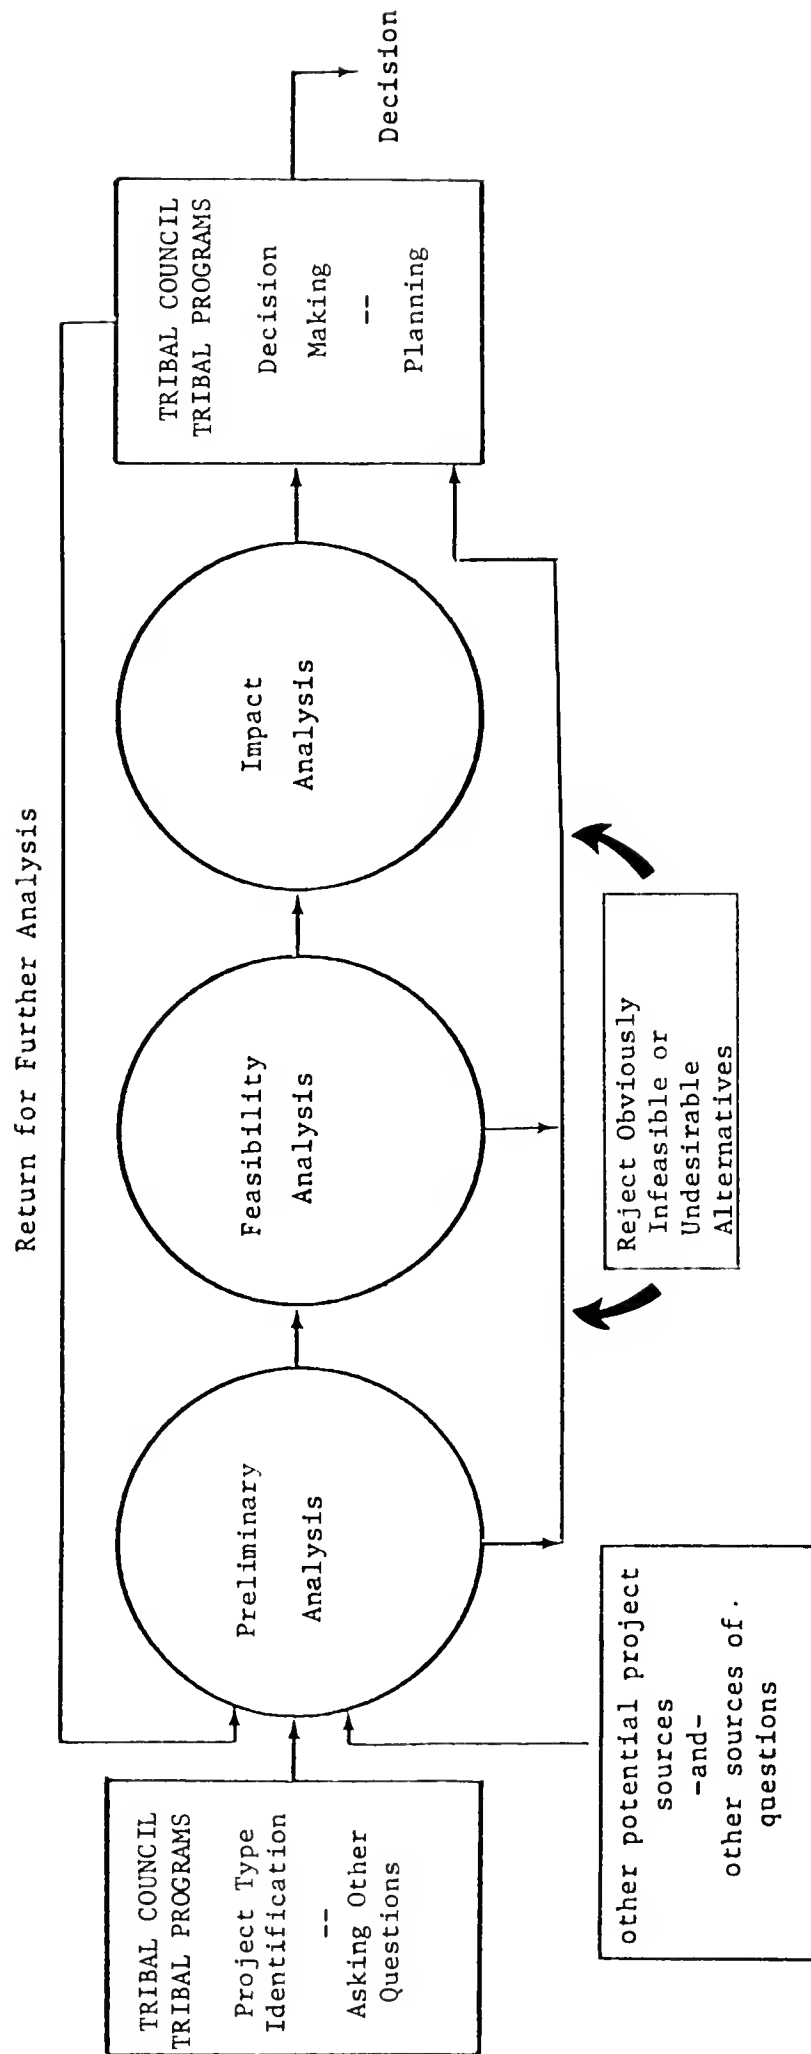 Return for Further Analysis
TRIBAL COUNCIL
TRIBAL PROGRAMS
Project Type
Identification
--
Asking Other
Questions
Preliminary
Analysis
Feasibility
Analysis
Impact
Analysis
TRIBAL COUNCIL
TRIBAL PROGRAMS
Decision
Making
--
Planning
Decision
other potential project
sources
-and-
other sources of.
questions
Reject Obviously
Infeasible or
Undesirable
Alternatives